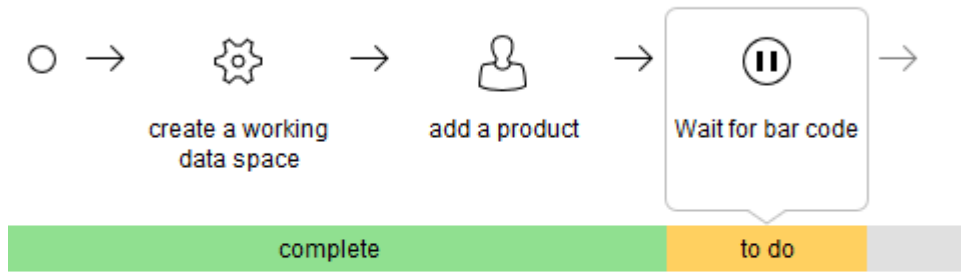 create a working
data space
add a product
Wait for bar code
complete
to do